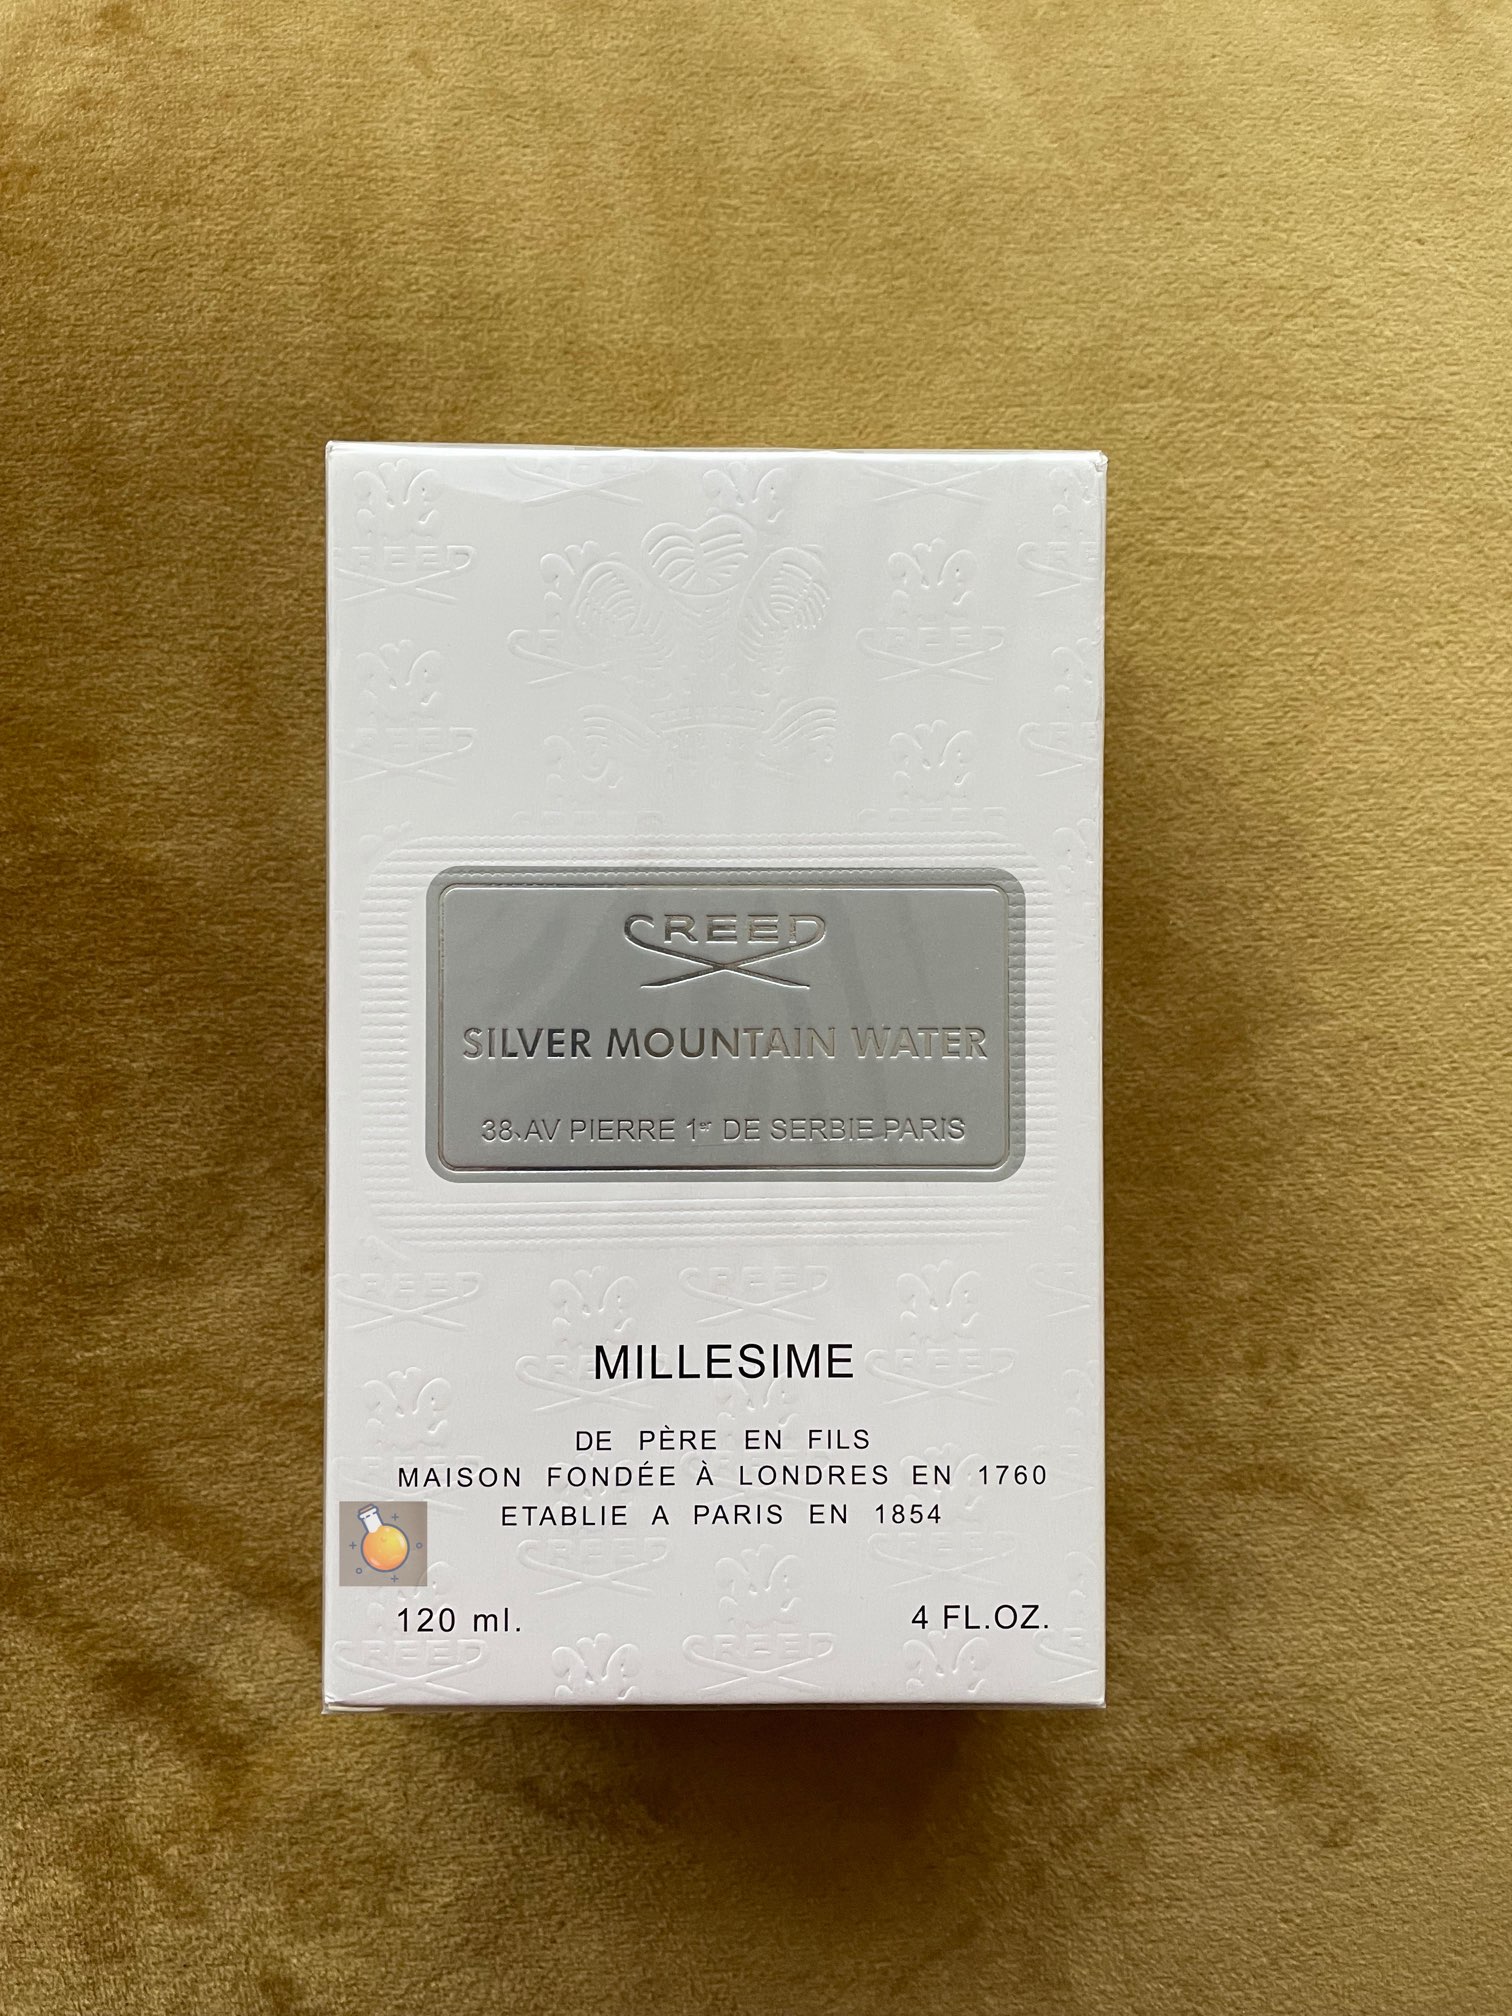 CREED
SILVER MOUNTAIN WATER
38, AV PIERRE 1er DE SERBIE PARIS
MILLESIME
DE PÈRE EN FILS
MAISON FONDÉE À LONDRES EN 1760
ETABLIE A PARIS EN 1854
120 ml. 4 FL.OZ.